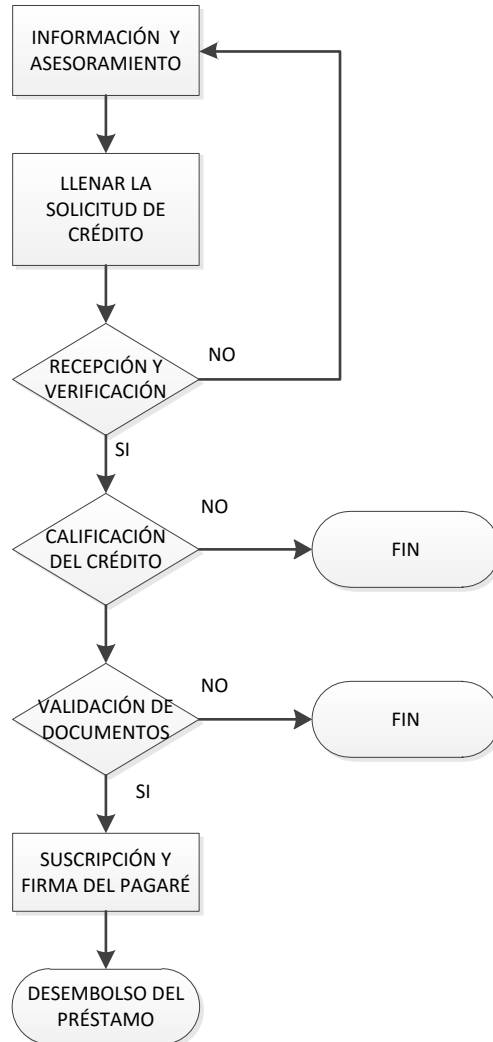 INFORMACIÓN Y
ASESORAMIENTO
LLENAR LA
SOLICITUD DE
CRÉDITO
NO
RECEPCIÓN Y
VERIFICACIÓN
SI
NO
CALIFICACIÓN
DEL CRÉDITO
FIN
NO
VALIDACIÓN DE
DOCUMENTOS
FIN
SI
SUSCRIPCIÓN Y
FIRMA DEL PAGARÉ
DESEMBOLSO DEL
PRÉSTAMO